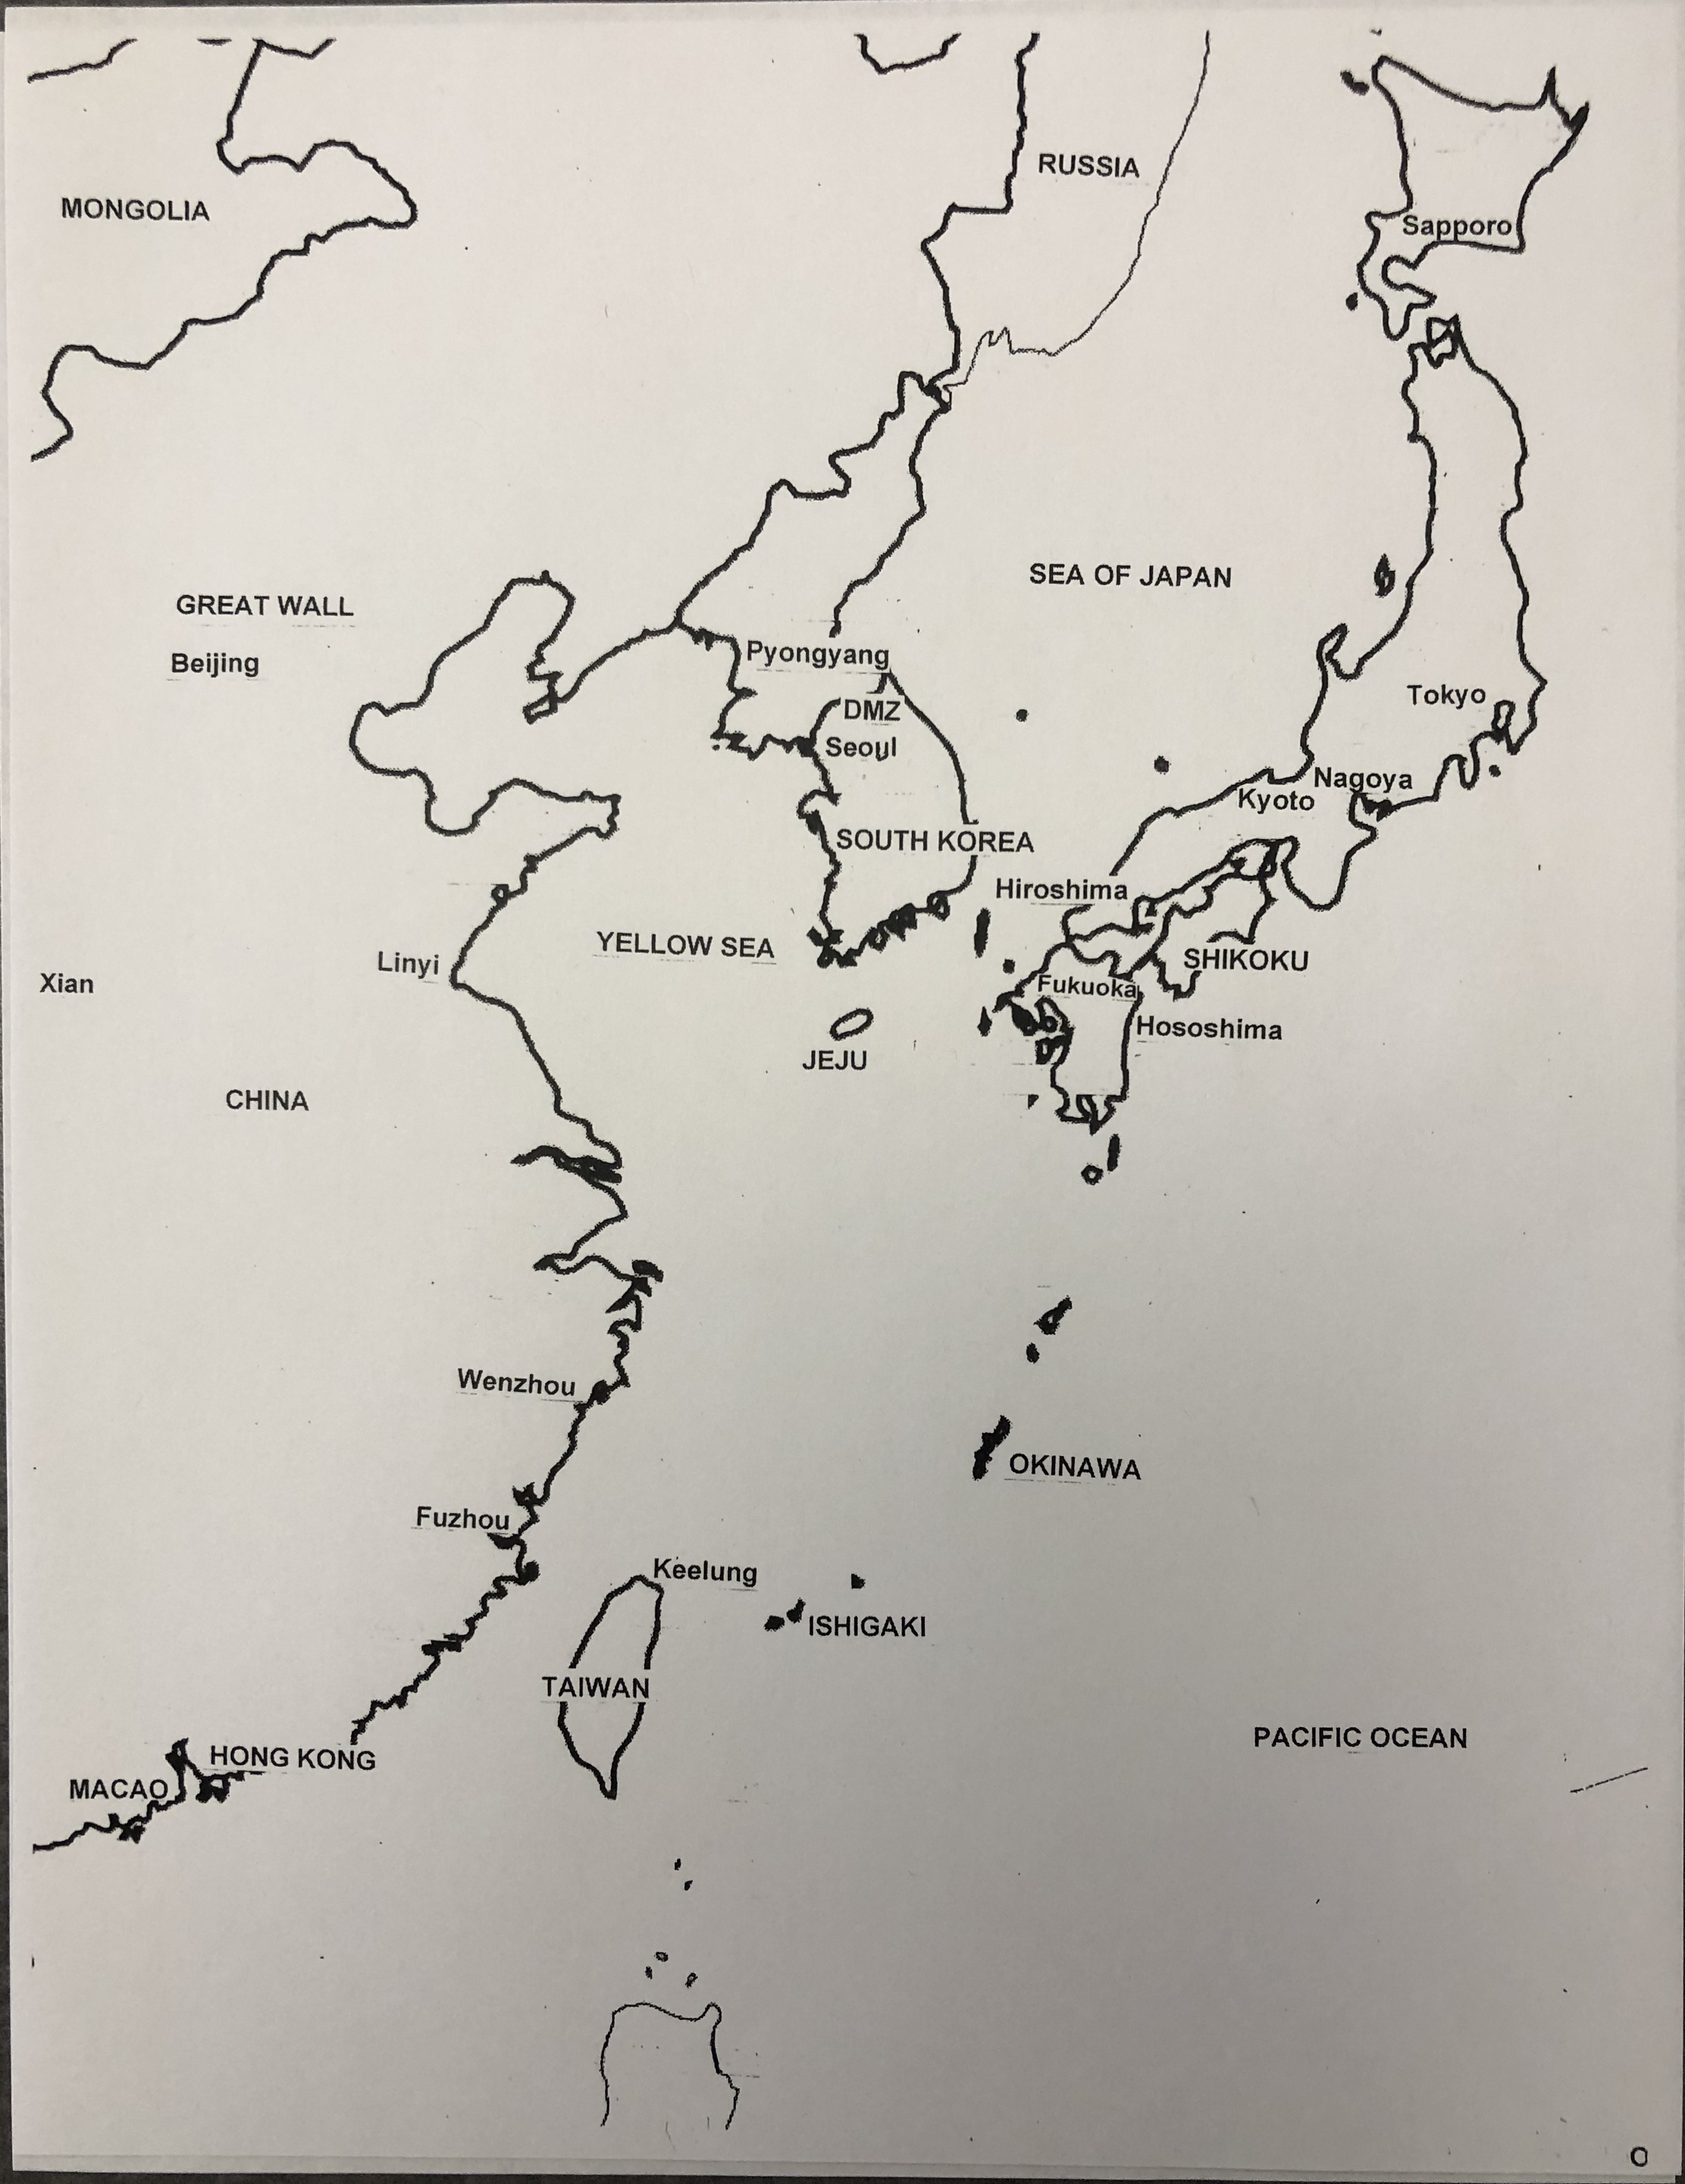 RUSSIA
MONGOLIA
Sapporo
SEA OF JAPAN
GREAT WALL
Beijing
Pyongyang
DMZ
Tokyo
Seoul
Nagoya
Kyoto
SOUTH KOREA
Hiroshima
YELLOW SEA
SHIKOKU
Linyi
Xian
Fukuoka
Hososhima
JEJU
CHINA
Wenzhou
OKINAWA
Fuzhou
Keelung
ISHIGAKI
TAIWAN
PACIFIC OCEAN
HONG KONG
MACAO
O